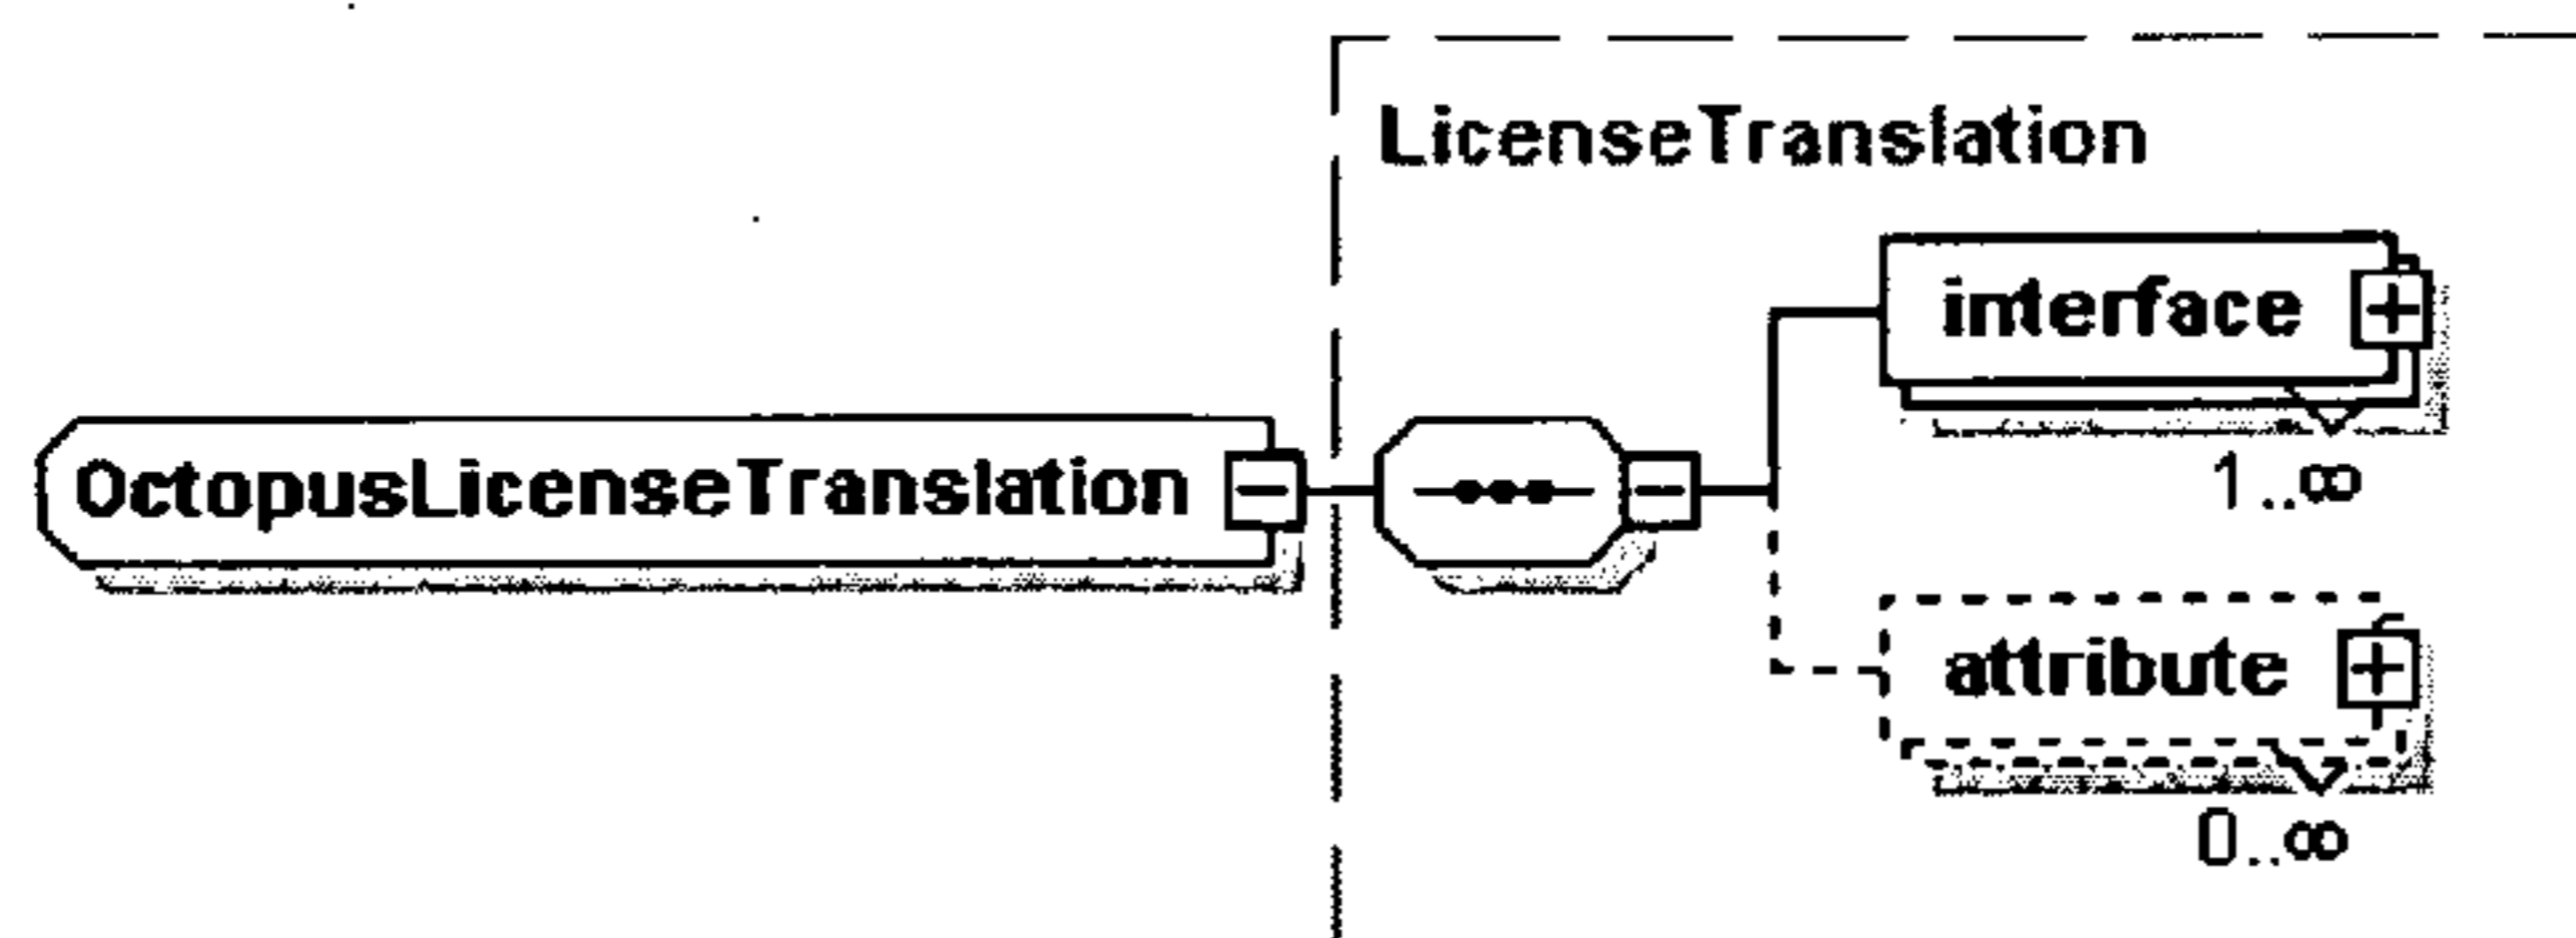 LicenseTranslation
interface
1..∞
OctopusLicenseTranslation
attribute
0..∞